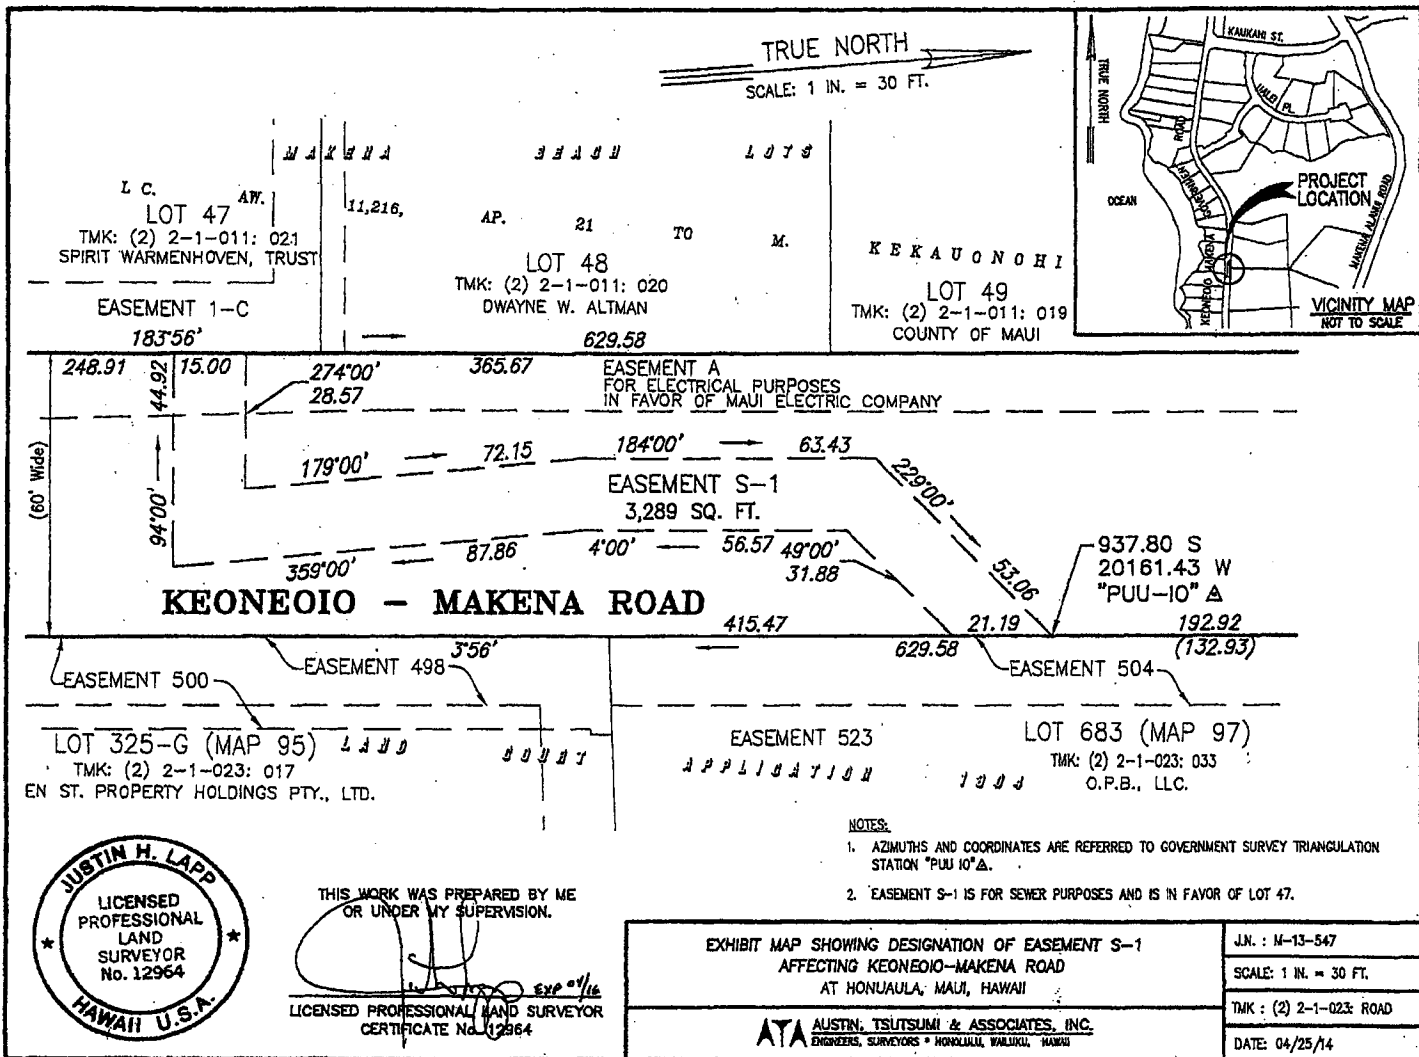 TRUE NORTH
SCALE: 1 IN. = 30 FT.
KAUKAHI ST.
HALEI PL.
TRUE NORTH
ROAD
GOVERNMENT
OCEAN
PROJECT
LOCATION
MAKENA ALANUI ROAD
KEONEOIO MAKENA
VICINITY MAP
NOT TO SCALE
MAKENA BEACH LOTS
L C. AW. 11,216, AP. 21 TO M. KEKAUONOHI
LOT 47
TMK: (2) 2-1-011: 021
SPIRIT WARMENHOVEN, TRUST
EASEMENT 1-C
LOT 48
TMK: (2) 2-1-011: 020
DWAYNE W. ALTMAN
LOT 49
TMK: (2) 2-1-011: 019
COUNTY OF MAUI
183°56' 629.58
248.91 15.00 274°00' 365.67
28.57
44.92
94°00'
(60' Wide)
EASEMENT A
FOR ELECTRICAL PURPOSES
IN FAVOR OF MAUI ELECTRIC COMPANY
179°00' 72.15 184°00' 63.43
229°00'
53.06
EASEMENT S-1
3,289 SQ. FT.
359°00' 87.86 4°00' 56.57 49°00'
31.88
937.80 S
20161.43 W
"PUU-10" △
KEONEOIO - MAKENA ROAD
415.47 21.19 192.92
3°56' 629.58 (132.93)
EASEMENT 500
EASEMENT 498
EASEMENT 504
LOT 325-G (MAP 95)
TMK: (2) 2-1-023: 017
EN ST. PROPERTY HOLDINGS PTY., LTD.
LAND COURT APPLICATION 1804
EASEMENT 523
LOT 683 (MAP 97)
TMK: (2) 2-1-023: 033
O.P.B., LLC.
NOTES:
1. AZIMUTHS AND COORDINATES ARE REFERRED TO GOVERNMENT SURVEY TRIANGULATION
STATION "PUU 10" △.
2. EASEMENT S-1 IS FOR SEWER PURPOSES AND IS IN FAVOR OF LOT 47.
JUSTIN H. LAPP
LICENSED
PROFESSIONAL
LAND
SURVEYOR
No. 12964
HAWAII U.S.A.
THIS WORK WAS PREPARED BY ME
OR UNDER MY SUPERVISION.
EXP 04/16
LICENSED PROFESSIONAL LAND SURVEYOR
CERTIFICATE No. 12964
EXHIBIT MAP SHOWING DESIGNATION OF EASEMENT S-1
AFFECTING KEONEOIO-MAKENA ROAD
AT HONUAULA, MAUI, HAWAII
ATA AUSTIN, TSUTSUMI & ASSOCIATES, INC.
ENGINEERS, SURVEYORS • HONOLULU, WAILUKU, HAWAII
J.N. : M-13-547
SCALE: 1 IN. = 30 FT.
TMK : (2) 2-1-023: ROAD
DATE: 04/25/14